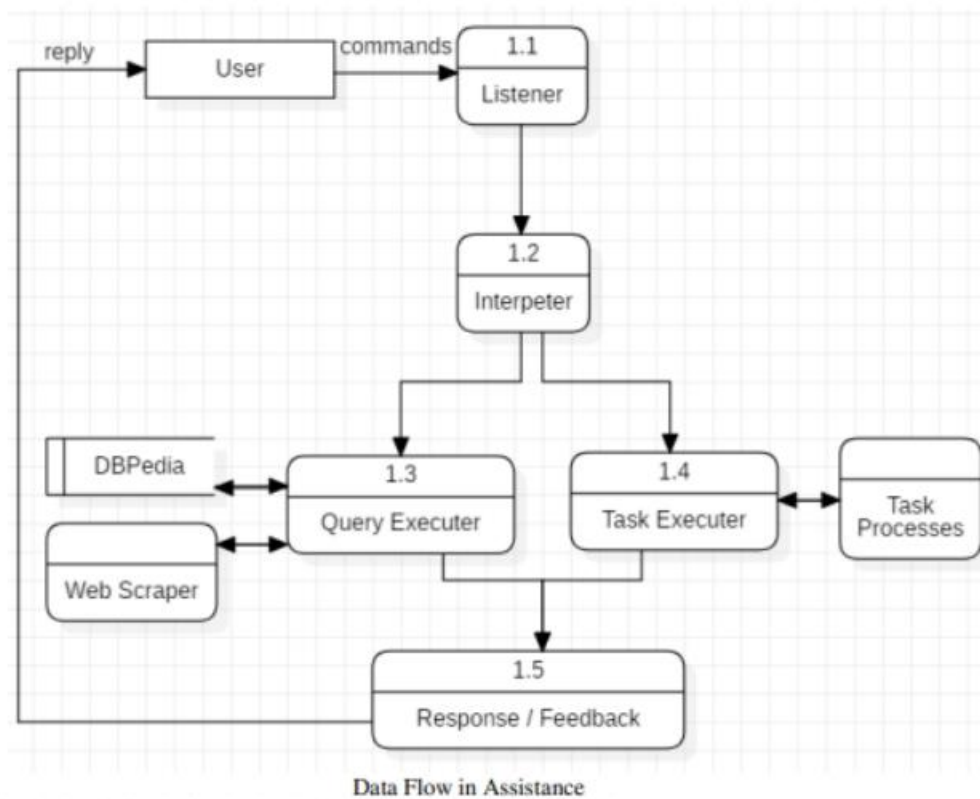 reply
User
commands
1.1
Listener
1.2
Interpeter
DBPedia
1.3
Query Executer
1.4
Task Executer
Task
Processes
Web Scraper
1.5
Response / Feedback
Data Flow in Assistance